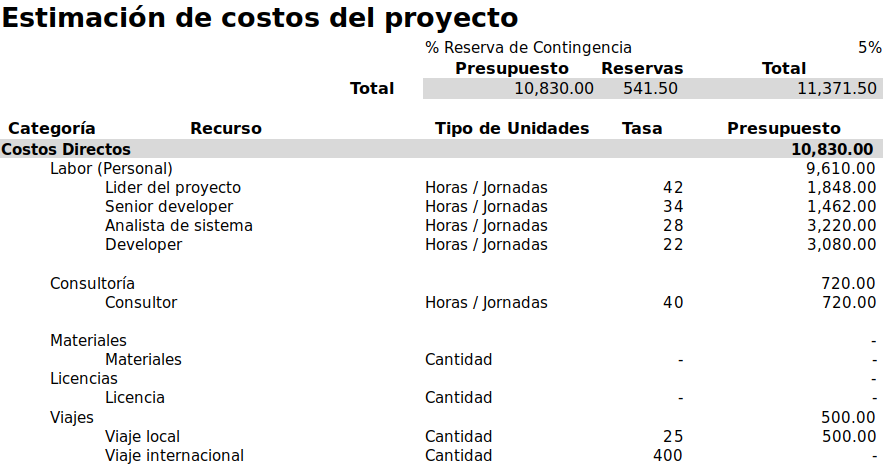 Estimación de costos del proyecto
% Reserva de Contingencia 5%
Presupuesto Reservas Total
Total 10,830.00 541.50 11,371.50
Categoría Recurso Tipo de Unidades Tasa Presupuesto
Costos Directos 10,830.00
Labor (Personal) 9,610.00
Lider del proyecto Horas / Jornadas 42 1,848.00
Senior developer Horas / Jornadas 34 1,462.00
Analista de sistema Horas / Jornadas 28 3,220.00
Developer Horas / Jornadas 22 3,080.00
Consultoría 720.00
Consultor Horas / Jornadas 40 720.00
Materiales -
Materiales Cantidad - -
Licencias -
Licencia Cantidad - -
Viajes 500.00
Viaje local Cantidad 25 500.00
Viaje internacional Cantidad 400 -